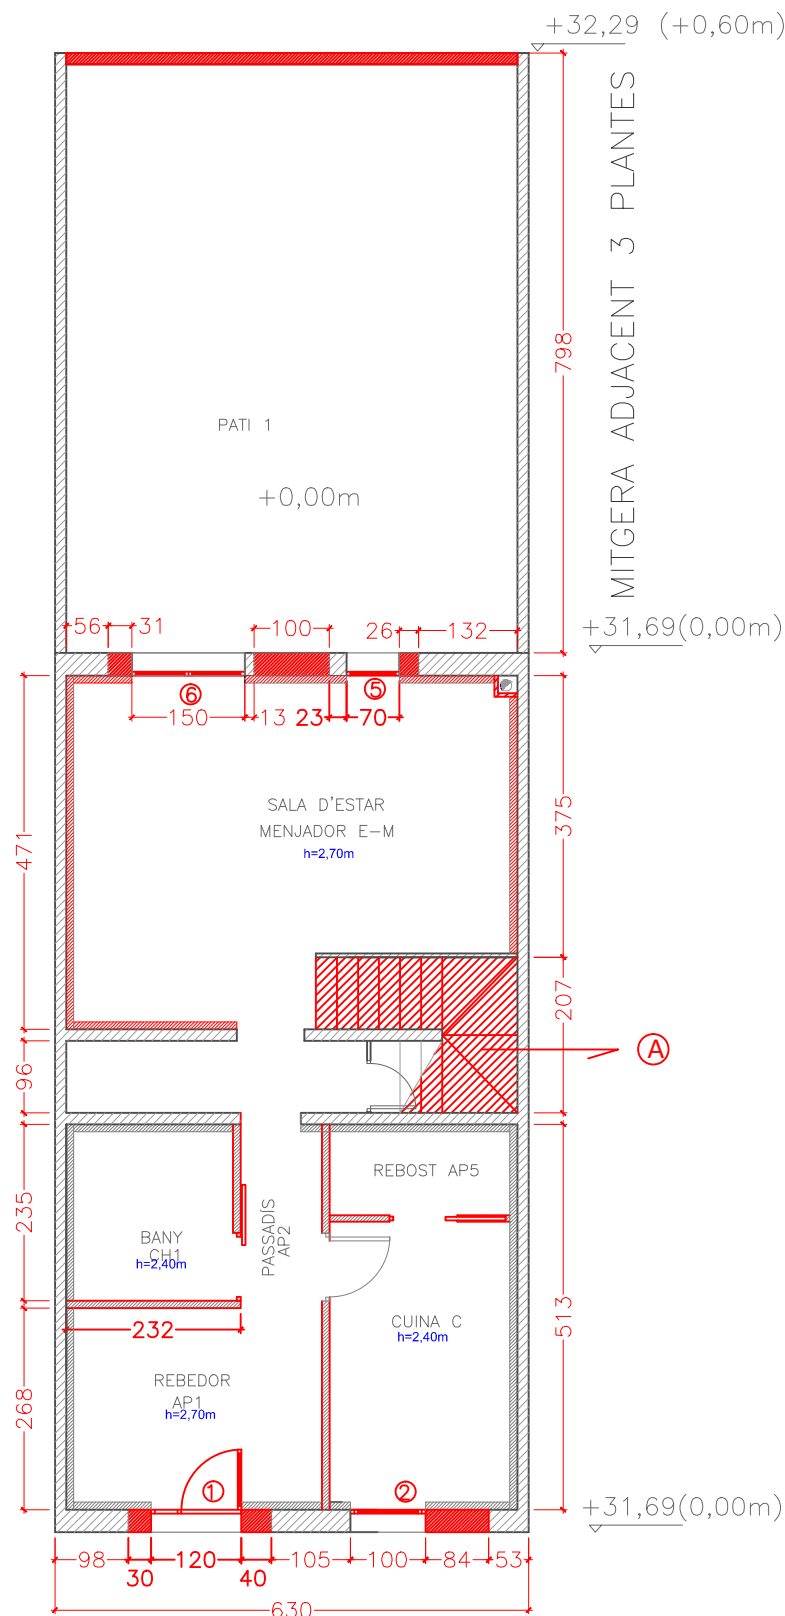 +32,29 (+0,60m)
MITGERA ADJACENT 3 PLANTES
798
PATI 1
+0,00m
56
31
100
26
132
+31,69(0,00m)
6
5
150
13
23
70
471
SALA D'ESTAR
MENJADOR E-M
h=2,70m
375
207
A
96
235
REBOST AP5
BANY
CH1
h=2,40m
PASSADÍS
AP2
232
CUINA C
h=2,40m
513
REBEDOR
AP1
h=2,70m
268
1
2
+31,69(0,00m)
98
120
105
100
84
53
30
40
630